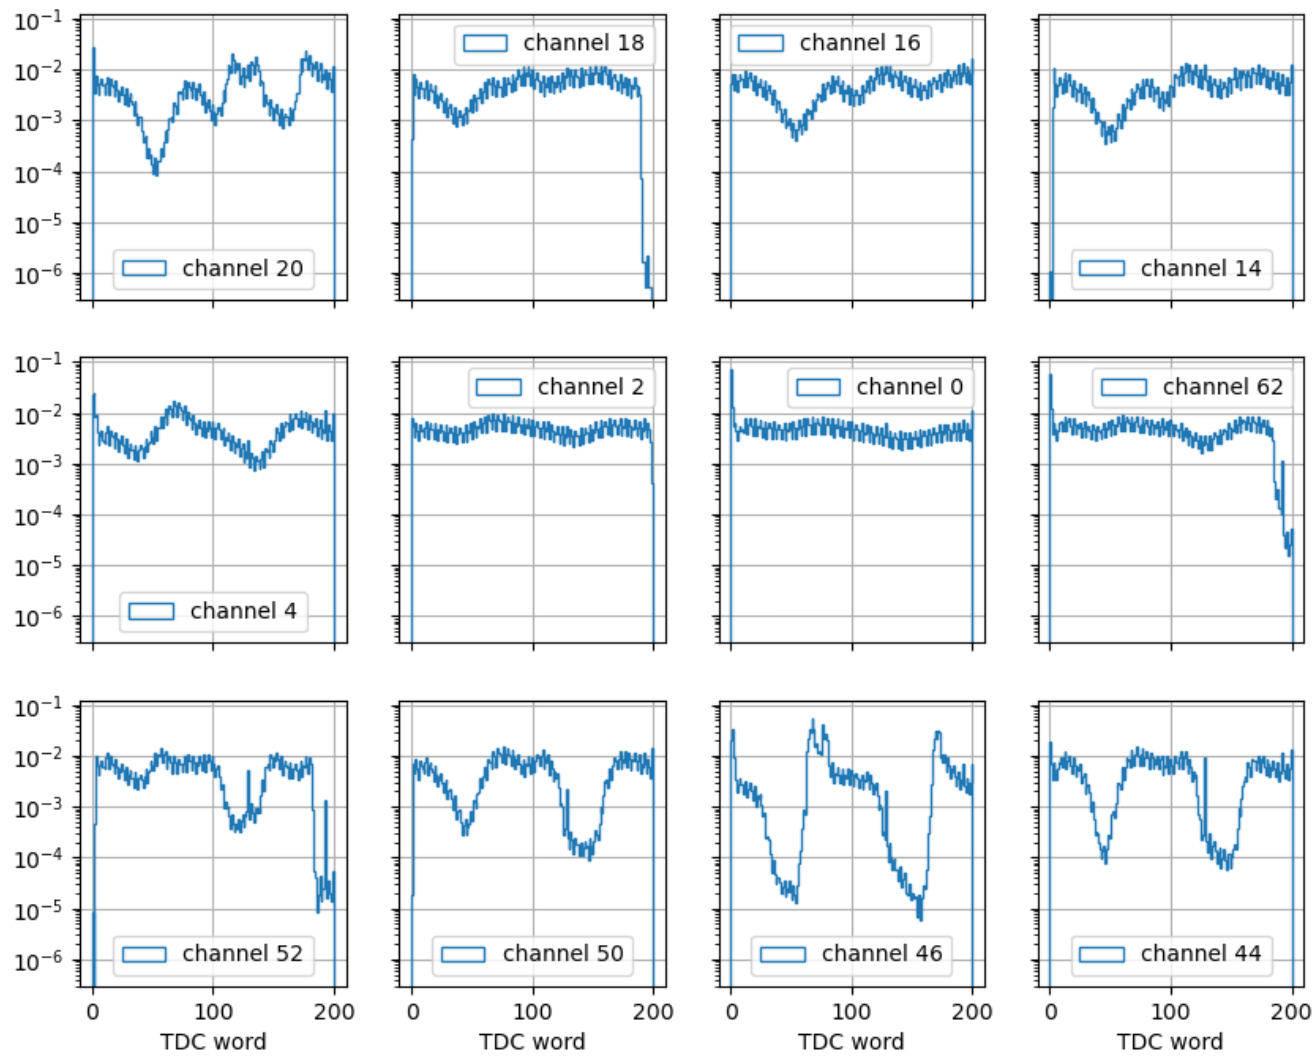 10⁻¹
10⁻²
10⁻³
10⁻⁴
10⁻⁵
10⁻⁶
channel 20
channel 18
channel 16
channel 14
10⁻¹
10⁻²
10⁻³
10⁻⁴
10⁻⁵
10⁻⁶
channel 4
channel 2
channel 0
channel 62
10⁻¹
10⁻²
10⁻³
10⁻⁴
10⁻⁵
10⁻⁶
channel 52
channel 50
channel 46
channel 44
0 100 200
0 100 200
0 100 200
0 100 200
TDC word
TDC word
TDC word
TDC word